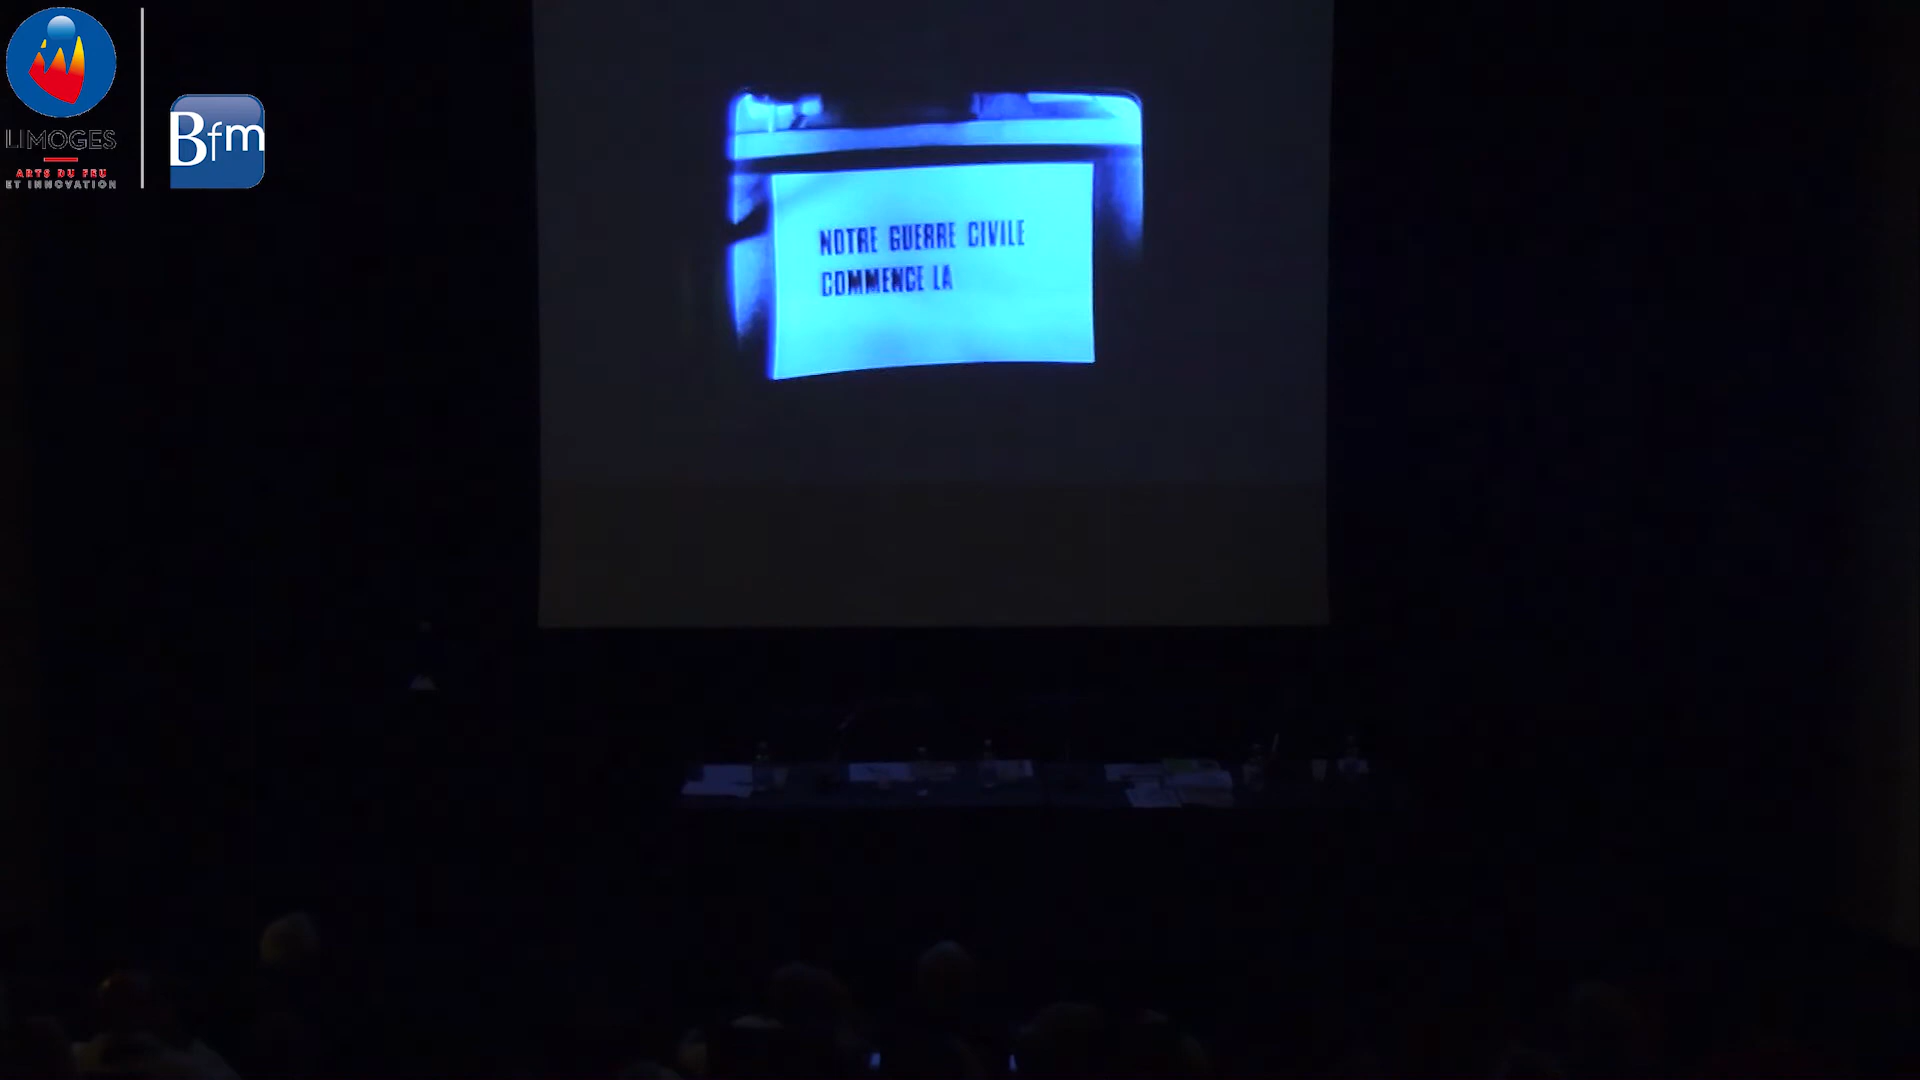 LIMOGES
ARTS DU FEU
ET INNOVATION
Bfm
NOTRE GUERRE CIVILE
COMMENCE LA